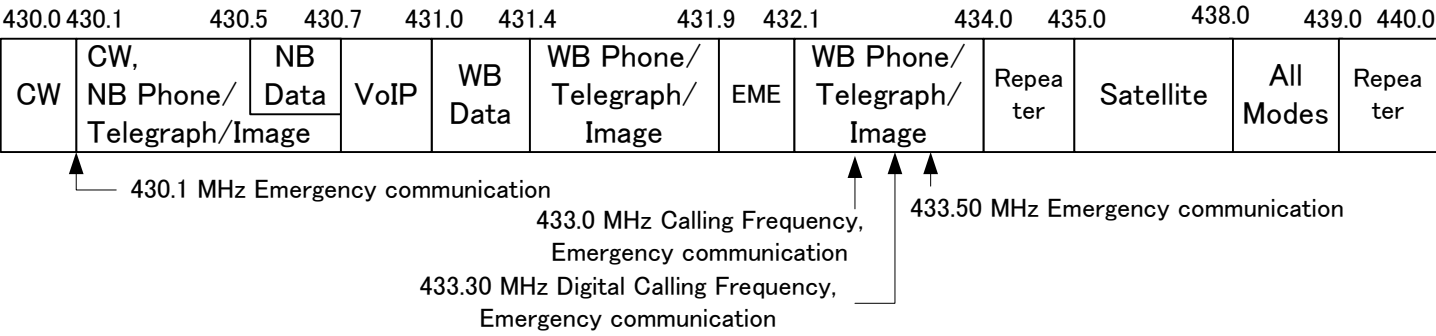 430.0 430.1 430.5 430.7 431.0 431.4 431.9 432.1 434.0 435.0 438.0 439.0 440.0
CW
CW,
NB Phone/
Telegraph/Image
NB
Data
VoIP
WB
Data
WB Phone/
Telegraph/
Image
EME
WB Phone/
Telegraph/
Image
Repea
ter
Satellite
All
Modes
Repea
ter
430.1 MHz Emergency communication
433.0 MHz Calling Frequency,
Emergency communication
433.50 MHz Emergency communication
433.30 MHz Digital Calling Frequency,
Emergency communication